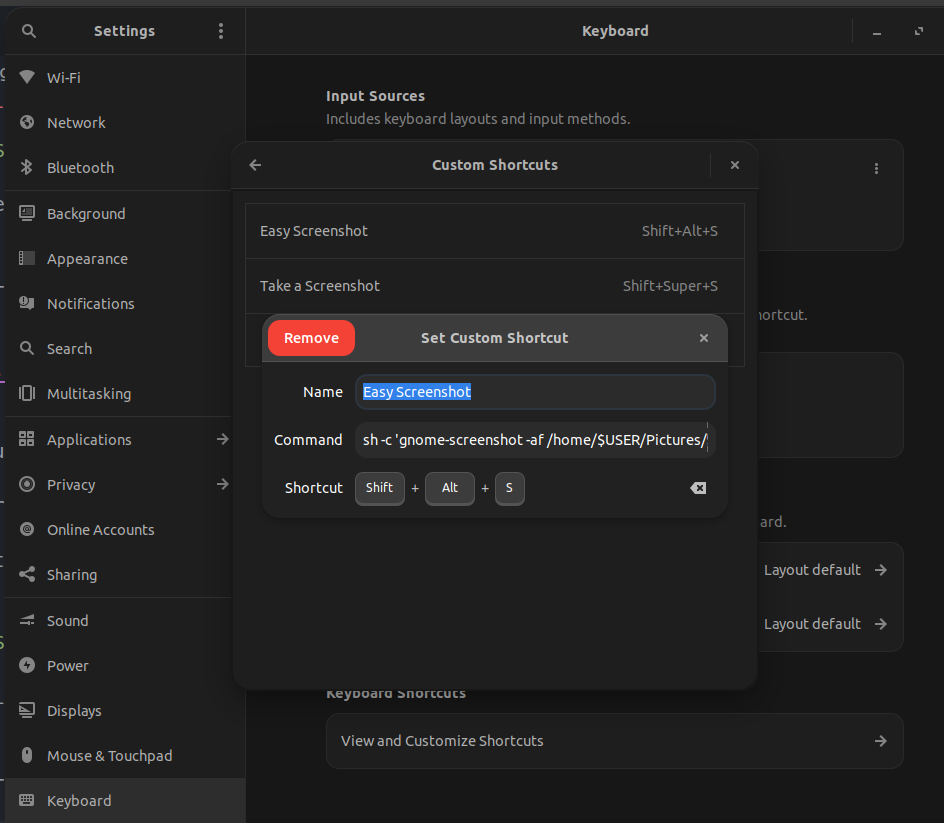 Settings
Keyboard
Wi-Fi
Network
Bluetooth
Background
Appearance
Notifications
Search
Multitasking
Applications
Privacy
Online Accounts
Sharing
Sound
Power
Displays
Mouse & Touchpad
Keyboard
Input Sources
Includes keyboard layouts and input methods.
Custom Shortcuts
Easy Screenshot Shift+Alt+S
Take a Screenshot Shift+Super+S
Remove Set Custom Shortcut
Name Easy Screenshot
Command sh -c 'gnome-screenshot -af /home/$USER/Pictures/
Shortcut Shift + Alt + S
hortcut.
ard.
Layout default
Layout default
Keyboard Shortcuts
View and Customize Shortcuts